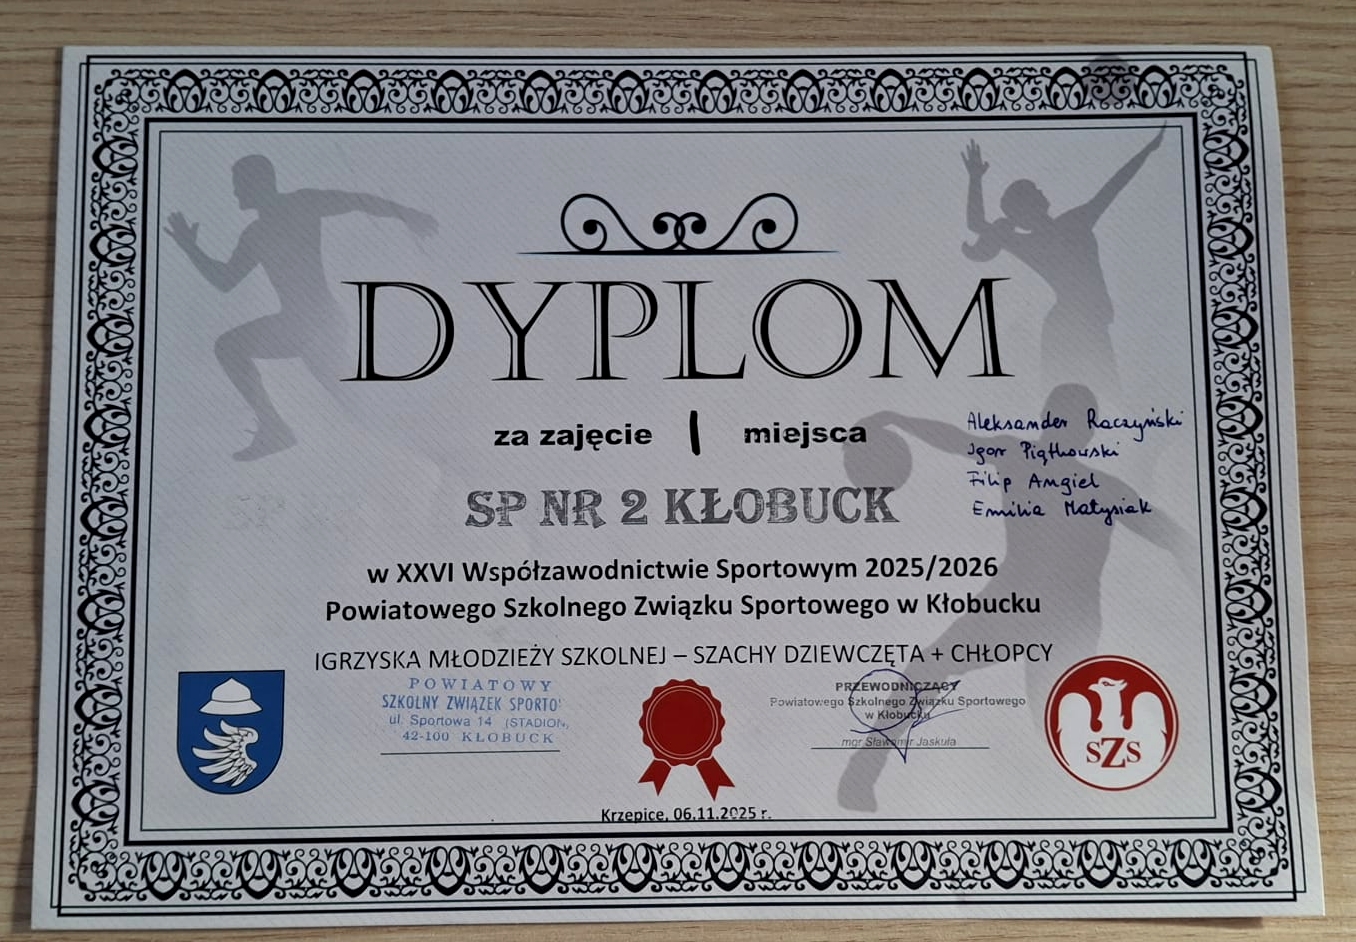 DYPLOM
za zajęcie I miejsca
Aleksander Raczyński
Igor Piątkowski
Filip Angiel
Emilia Matysiak
SP NR 2 KŁOBUCK
w XXVI Współzawodnictwie Sportowym 2025/2026
Powiatowego Szkolnego Związku Sportowego w Kłobucku
IGRZYSKA MŁODZIEŻY SZKOLNEJ – SZACHY DZIEWCZĘTA + CHŁOPCY
POWIATOWY
SZKOLNY ZWIĄZEK SPORTO
ul. Sportowa 14 (STADION,
42-100 KŁOBUCK
PRZEWODNICZĄCY
Powiatowego Szkolnego Związku Sportowego
w Kłobucku
mgr Sławomir Jaskuła
SZS
Krzepice, 06.11.2025 r.